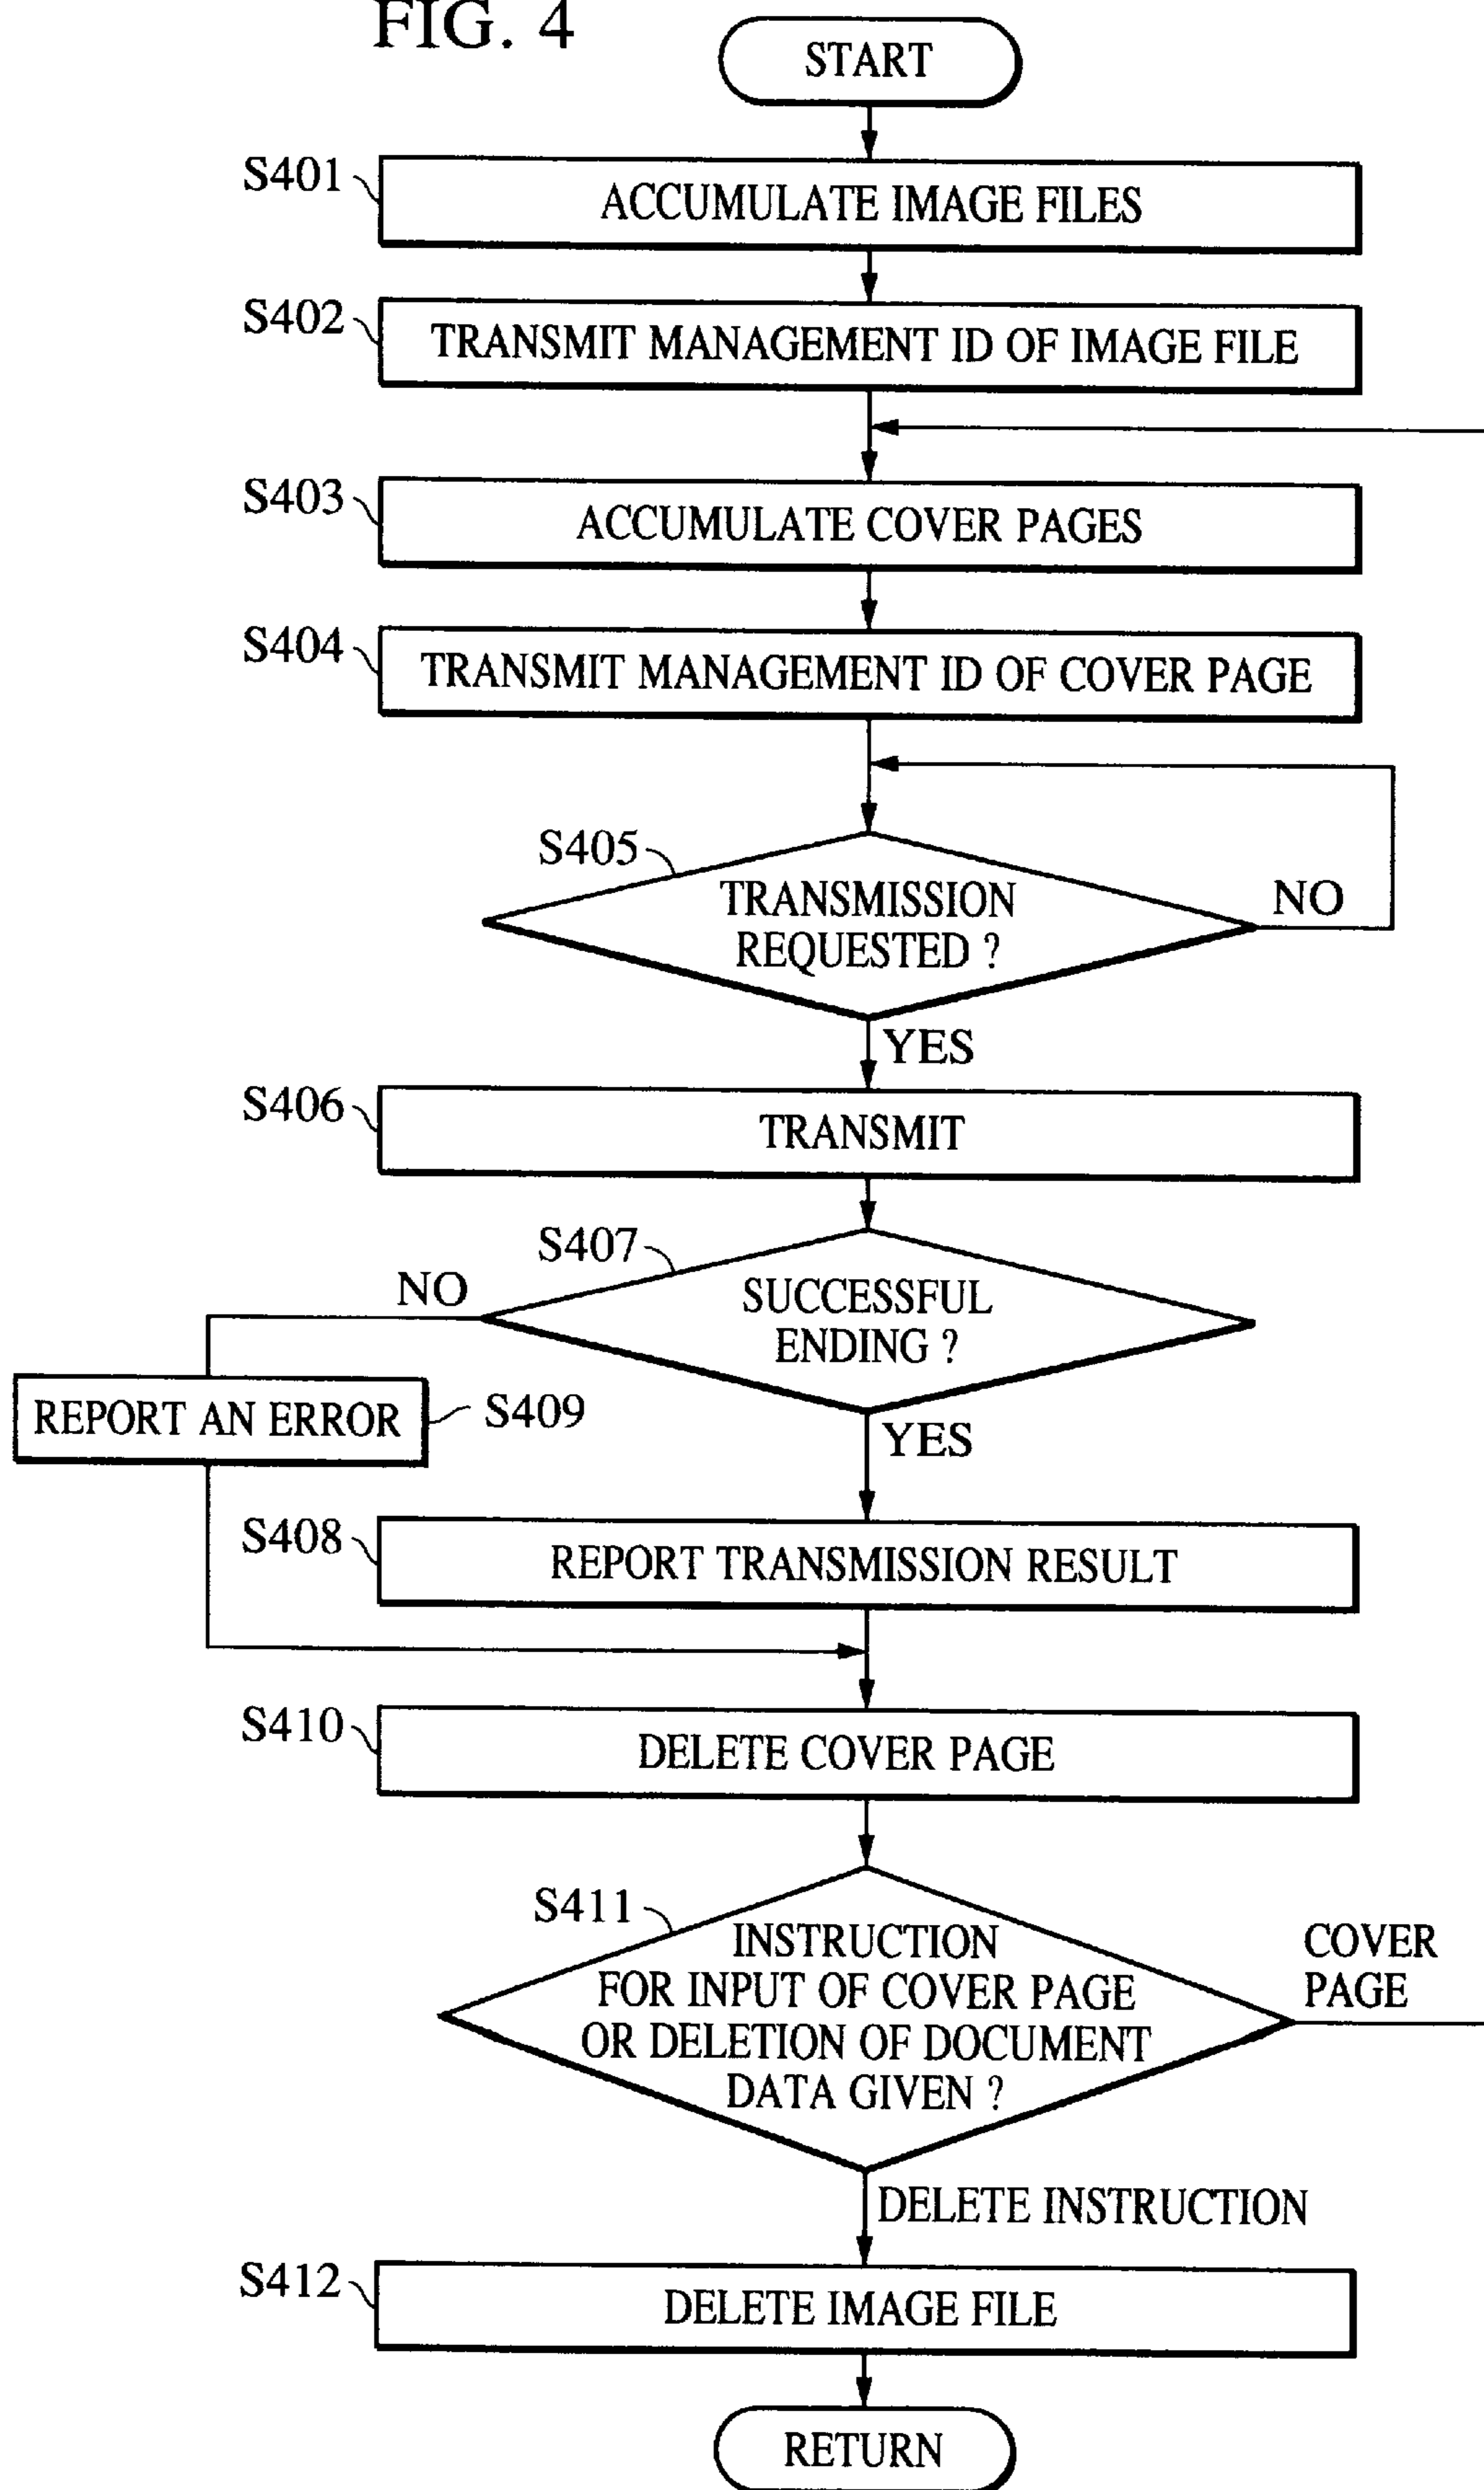 FIG. 4
START
S401
ACCUMULATE IMAGE FILES
S402
TRANSMIT MANAGEMENT ID OF IMAGE FILE
S403
ACCUMULATE COVER PAGES
S404
TRANSMIT MANAGEMENT ID OF COVER PAGE
S405
TRANSMISSION
REQUESTED ?
NO
YES
S406
TRANSMIT
S407
SUCCESSFUL
ENDING ?
NO
REPORT AN ERROR
S409
YES
S408
REPORT TRANSMISSION RESULT
S410
DELETE COVER PAGE
S411
INSTRUCTION
FOR INPUT OF COVER PAGE
OR DELETION OF DOCUMENT
DATA GIVEN ?
COVER
PAGE
DELETE INSTRUCTION
S412
DELETE IMAGE FILE
RETURN